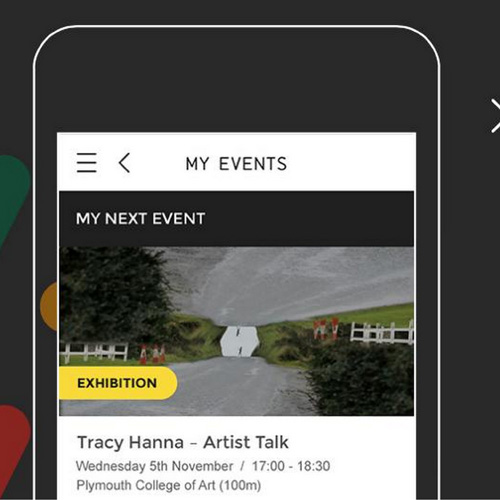 MY EVENTS
MY NEXT EVENT
EXHIBITION
Tracy Hanna – Artist Talk
Wednesday 5th November / 17:00 - 18:30
Plymouth College of Art (100m)